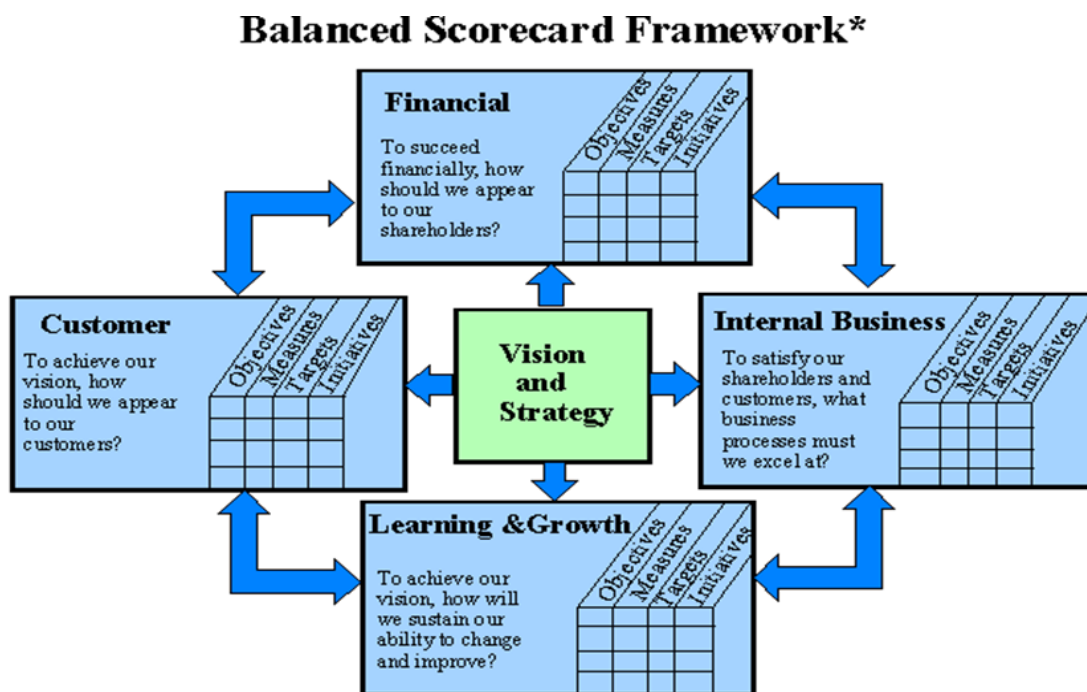 Balanced Scorecard Framework*
Financial
To succeed
financially, how
should we appear
to our
shareholders?
Objectives
Measures
Targets
Initiatives
Customer
To achieve our
vision, how
should we appear
to our
customers?
Objectives
Measures
Targets
Initiatives
Vision
and
Strategy
Internal Business
To satisfy our
shareholders and
customers, what
business
processes must
we excel at?
Objectives
Measures
Targets
Initiatives
Learning &Growth
To achieve our
vision, how will
we sustain our
ability to change
and improve?
Objectives
Measures
Targets
Initiatives